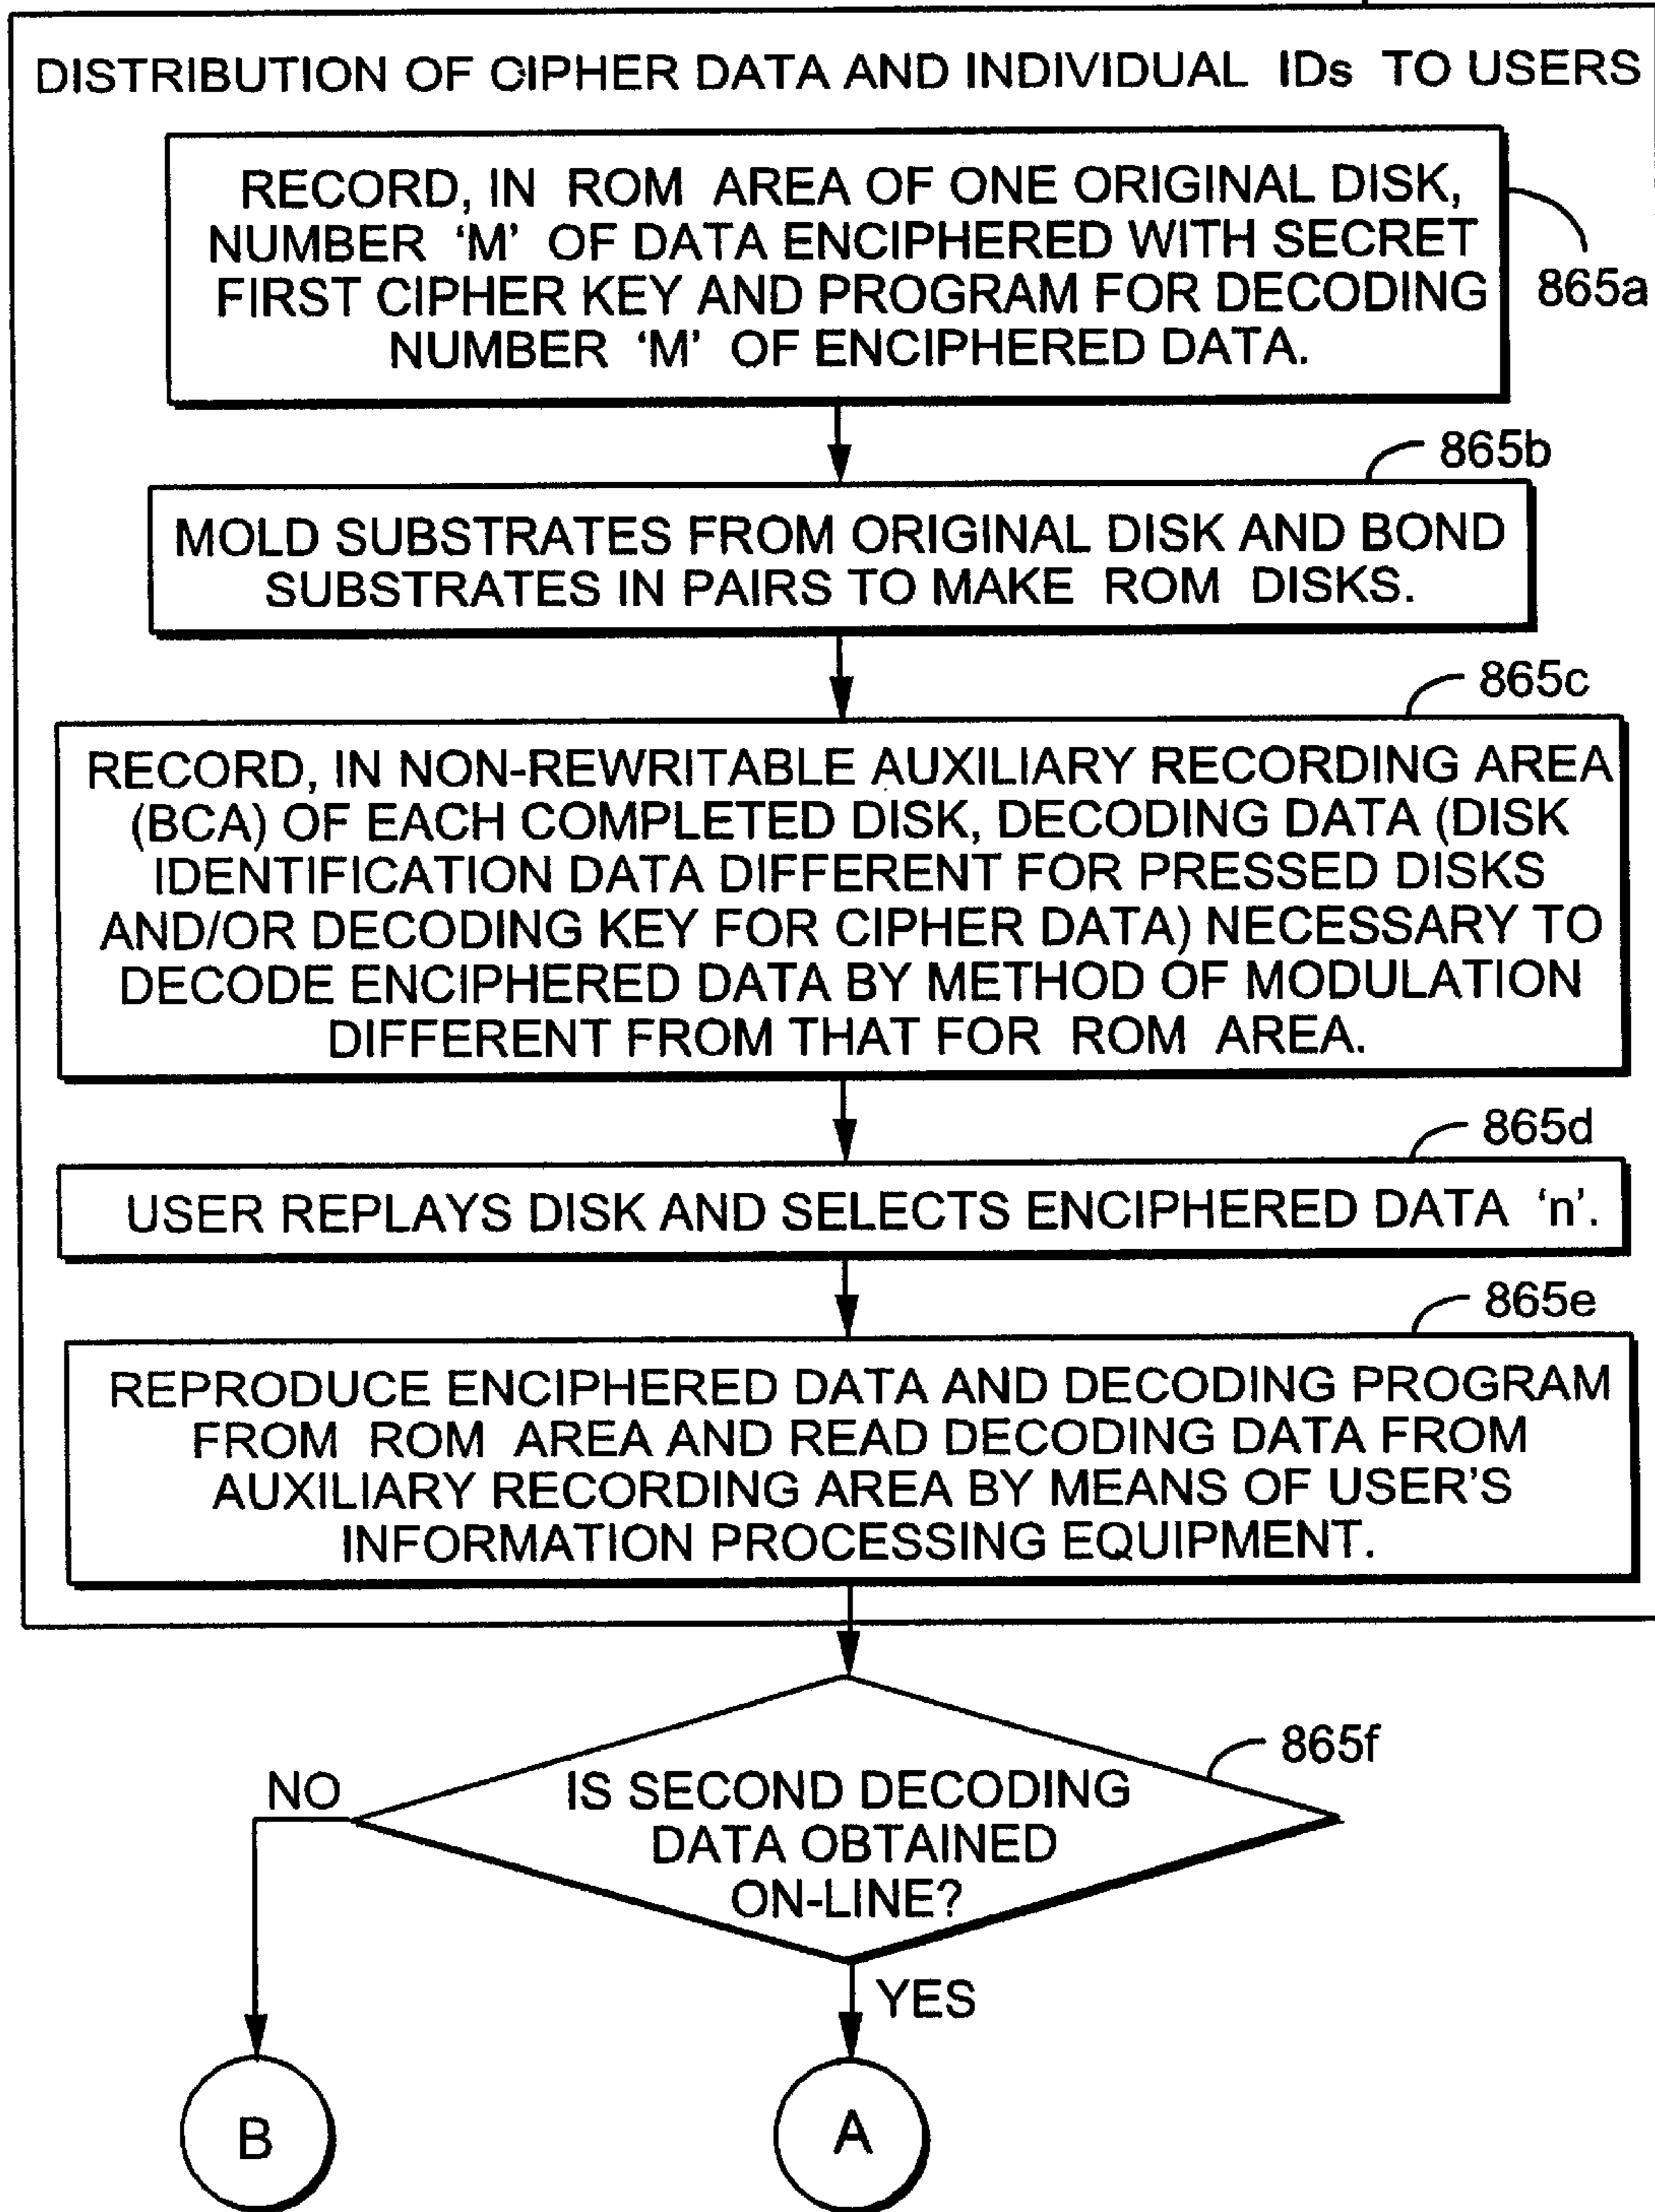 DISTRIBUTION OF CIPHER DATA AND INDIVIDUAL IDs TO USERS
RECORD, IN ROM AREA OF ONE ORIGINAL DISK,
NUMBER ‘M’ OF DATA ENCIPHERED WITH SECRET
FIRST CIPHER KEY AND PROGRAM FOR DECODING
NUMBER ‘M’ OF ENCIPHERED DATA.
865a
865b
MOLD SUBSTRATES FROM ORIGINAL DISK AND BOND
SUBSTRATES IN PAIRS TO MAKE ROM DISKS.
865c
RECORD, IN NON-REWRITABLE AUXILIARY RECORDING AREA
(BCA) OF EACH COMPLETED DISK, DECODING DATA (DISK
IDENTIFICATION DATA DIFFERENT FOR PRESSED DISKS
AND/OR DECODING KEY FOR CIPHER DATA) NECESSARY TO
DECODE ENCIPHERED DATA BY METHOD OF MODULATION
DIFFERENT FROM THAT FOR ROM AREA.
865d
USER REPLAYS DISK AND SELECTS ENCIPHERED DATA ‘n’.
865e
REPRODUCE ENCIPHERED DATA AND DECODING PROGRAM
FROM ROM AREA AND READ DECODING DATA FROM
AUXILIARY RECORDING AREA BY MEANS OF USER'S
INFORMATION PROCESSING EQUIPMENT.
865f
NO
IS SECOND DECODING
DATA OBTAINED
ON-LINE?
YES
B
A